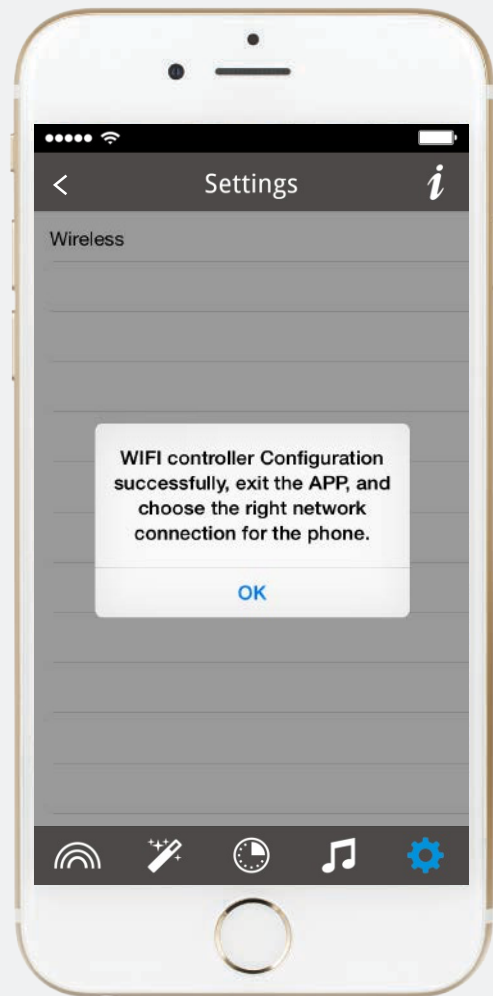 Settings
Wireless
WIFI controller Configuration
successfully, exit the APP, and
choose the right network
connection for the phone.
OK